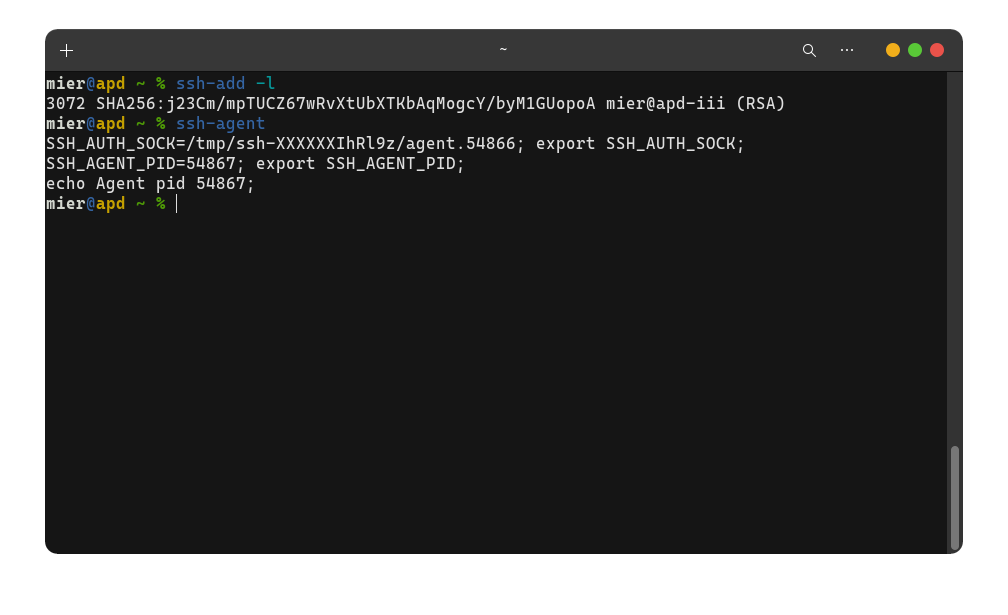 ~
mier@apd ~ % ssh-add -l
3072 SHA256:j23Cm/mpTUCZ67wRvXtUbXTKbAqMogcY/byM1GUopoA mier@apd-iii (RSA)
mier@apd ~ % ssh-agent
SSH_AUTH_SOCK=/tmp/ssh-XXXXXXIhRl9z/agent.54866; export SSH_AUTH_SOCK;
SSH_AGENT_PID=54867; export SSH_AGENT_PID;
echo Agent pid 54867;
mier@apd ~ %